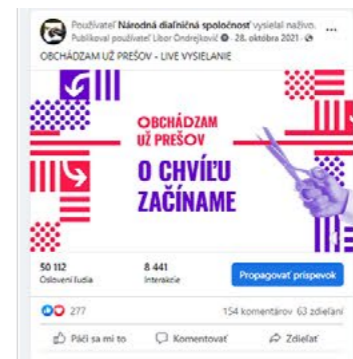 Používateľ Národná diaľničná spoločnosť vysielal naživo.
Publikoval používateľ Libor Ondrejkovič · 28. októbra 2021 ·
OBCHÁDZAM UŽ PREŠOV - LIVE VYSIELANIE
OBCHÁDZAM
UŽ PREŠOV
O CHVÍĽU
ZAČÍNAME
50 112
Oslovení ľudia
8 441
Interakcie
Propagovať príspevok
277
154 komentárov 63 zdieľaní
Páči sa mi to
Komentovať
Zdieľať